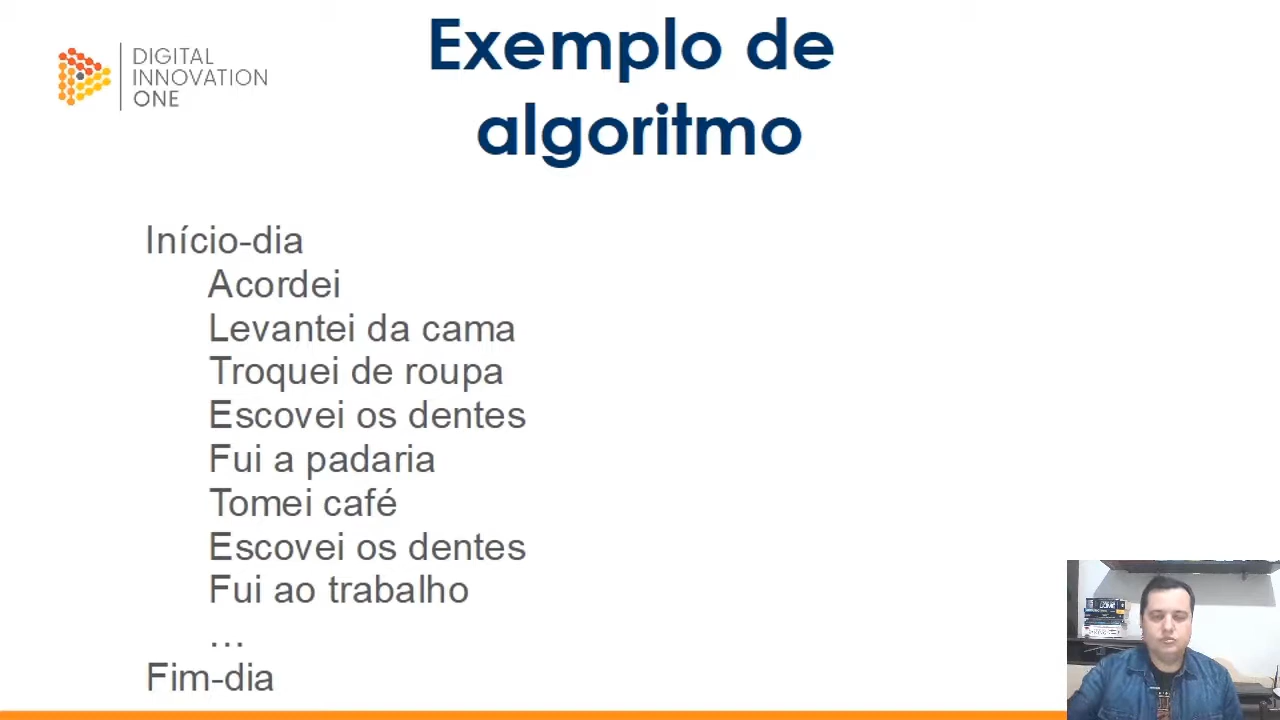 DIGITAL
INNOVATION
ONE
Exemplo de
algoritmo
Início-dia
Acordei
Levantei da cama
Troquei de roupa
Escovei os dentes
Fui a padaria
Tomei café
Escovei os dentes
Fui ao trabalho
...
Fim-dia